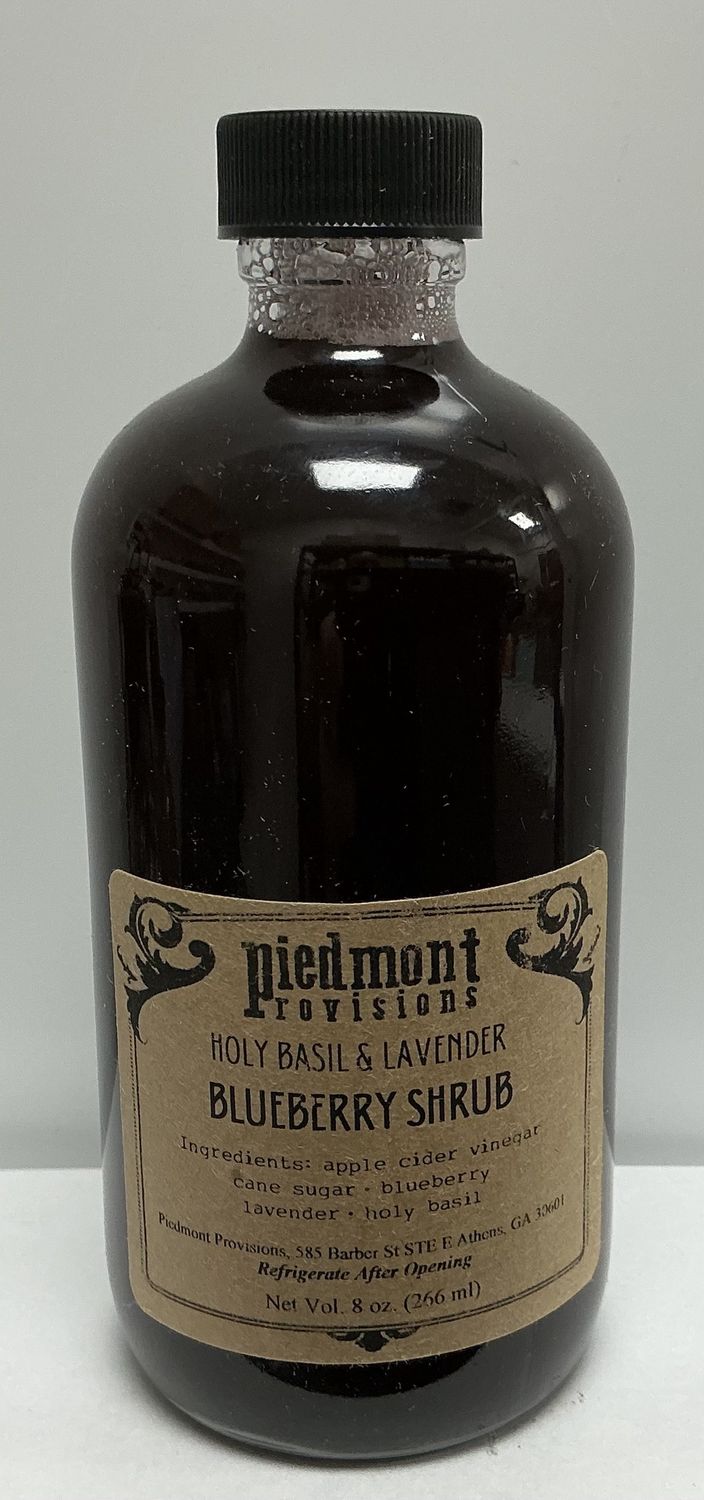 piedmont
Provisions
HOLY BASIL & LAVENDER
BLUEBERRY SHRUB
Ingredients: apple cider vinegar
cane sugar • blueberry
lavender • holy basil
Piedmont Provisions, 585 Barber St STE E Athens, GA 30601
Refrigerate After Opening
Net Vol. 8 oz. (266 ml)